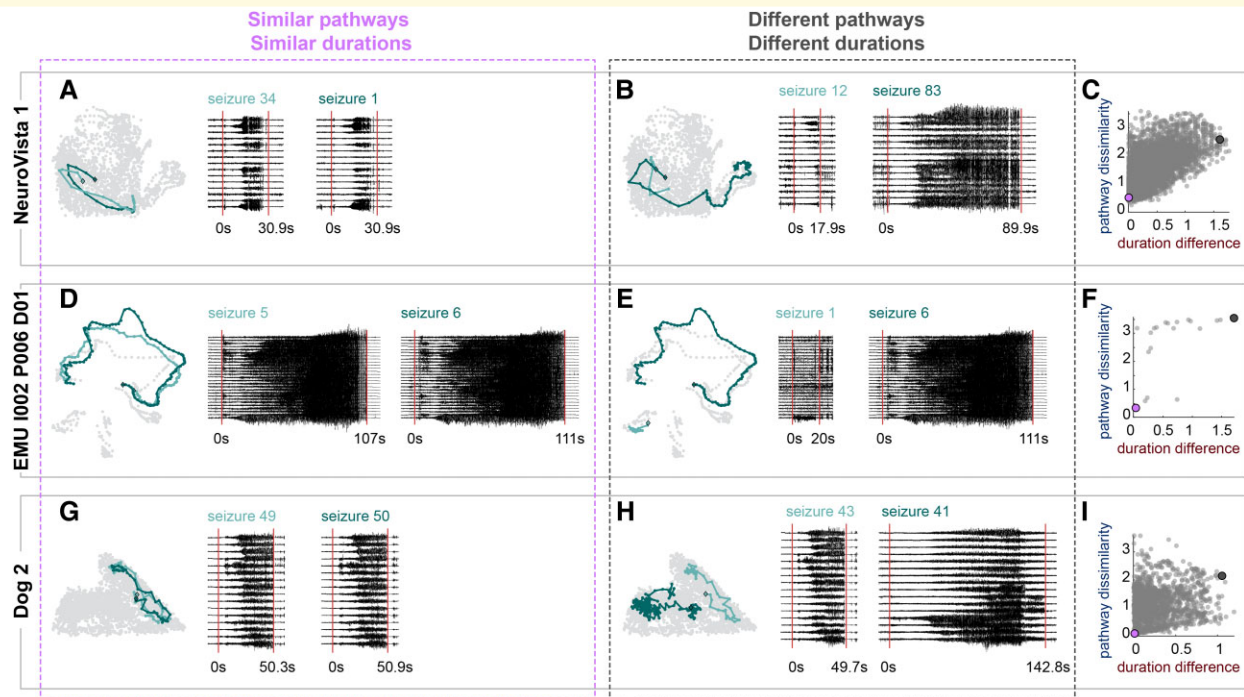 Similar pathways
Similar durations
Different pathways
Different durations
NeuroVista 1
A
seizure 34
seizure 1
0s
30.9s
0s
30.9s
B
seizure 12
seizure 83
0s
17.9s
0s
89.9s
C
pathway dissimilarity
3
2
1
0
0
0.5
1
1.5
duration difference
EMU I002 P006 D01
D
seizure 5
seizure 6
0s
107s
0s
111s
E
seizure 1
seizure 6
0s
20s
0s
111s
F
pathway dissimilarity
3
2
1
0
0
0.5
1
1.5
duration difference
Dog 2
G
seizure 49
seizure 50
0s
50.3s
0s
50.9s
H
seizure 43
seizure 41
0s
49.7s
0s
142.8s
I
pathway dissimilarity
3
2
1
0
0
0.5
1
duration difference